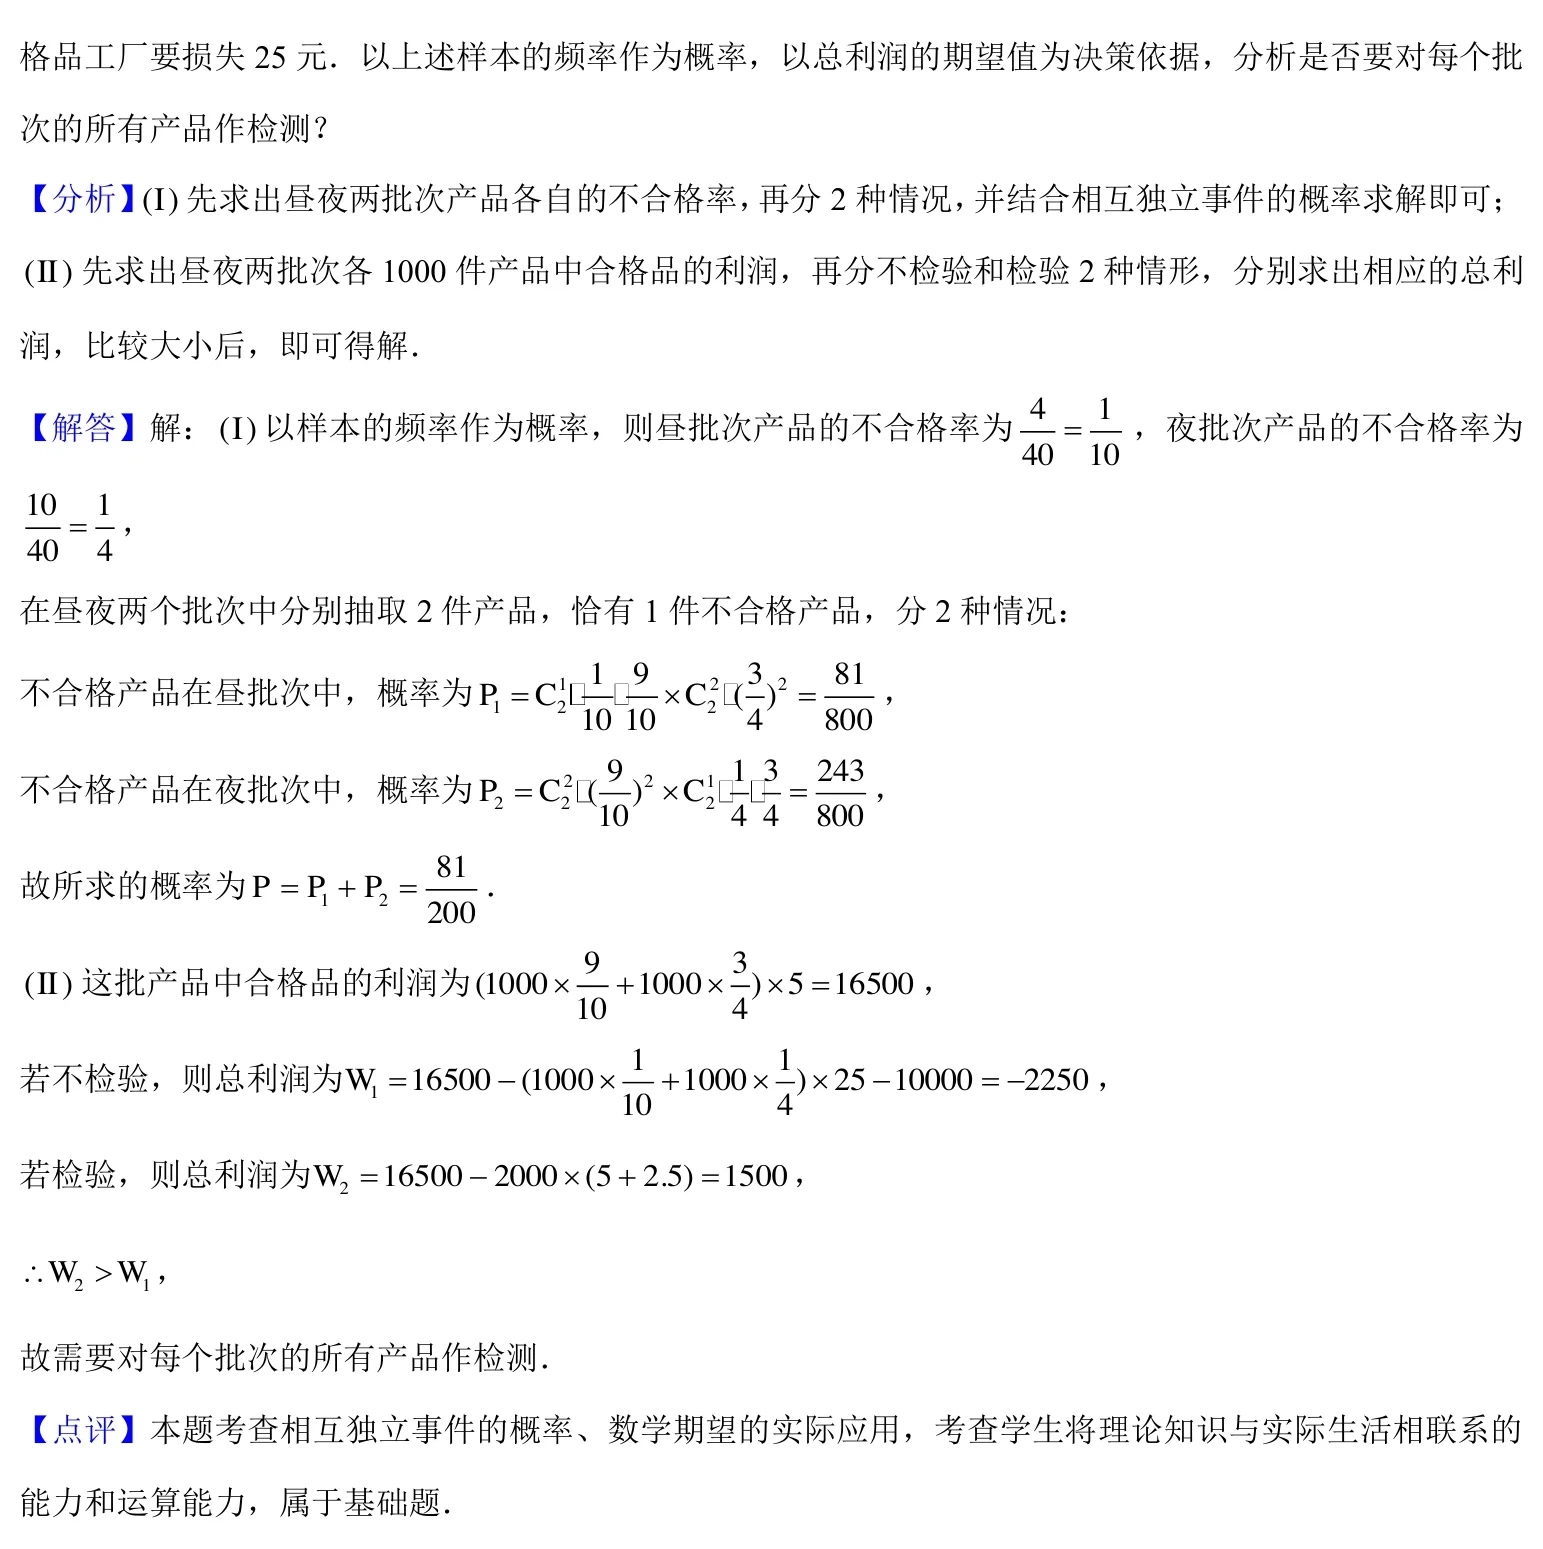 格品工厂要损失 25 元．以上述样本的频率作为概率，以总利润的期望值为决策依据，分析是否要对每个批
次的所有产品作检测？
【分析】(Ⅰ) 先求出昼夜两批次产品各自的不合格率，再分 2 种情况，并结合相互独立事件的概率求解即可；
(Ⅱ) 先求出昼夜两批次各 1000 件产品中合格品的利润，再分不检验和检验 2 种情形，分别求出相应的总利
润，比较大小后，即可得解．
【解答】解：(Ⅰ) 以样本的频率作为概率，则昼批次产品的不合格率为 4/40 = 1/10，夜批次产品的不合格率为
10/40 = 1/4，
在昼夜两个批次中分别抽取 2 件产品，恰有 1 件不合格产品，分 2 种情况：
不合格产品在昼批次中，概率为 P₁ = C₂¹□1/10□9/10 × C₂²□(3/4)² = 81/800，
不合格产品在夜批次中，概率为 P₂ = C₂²□(9/10)² × C₂¹□1/4□3/4 = 243/800，
故所求的概率为 P = P₁ + P₂ = 81/200．
(Ⅱ) 这批产品中合格品的利润为 (1000 × 9/10 + 1000 × 3/4) × 5 = 16500，
若不检验，则总利润为 W₁ = 16500 − (1000 × 1/10 + 1000 × 1/4) × 25 − 10000 = −2250，
若检验，则总利润为 W₂ = 16500 − 2000 × (5 + 2.5) = 1500，
∴W₂ > W₁，
故需要对每个批次的所有产品作检测．
【点评】本题考查相互独立事件的概率、数学期望的实际应用，考查学生将理论知识与实际生活相联系的
能力和运算能力，属于基础题．